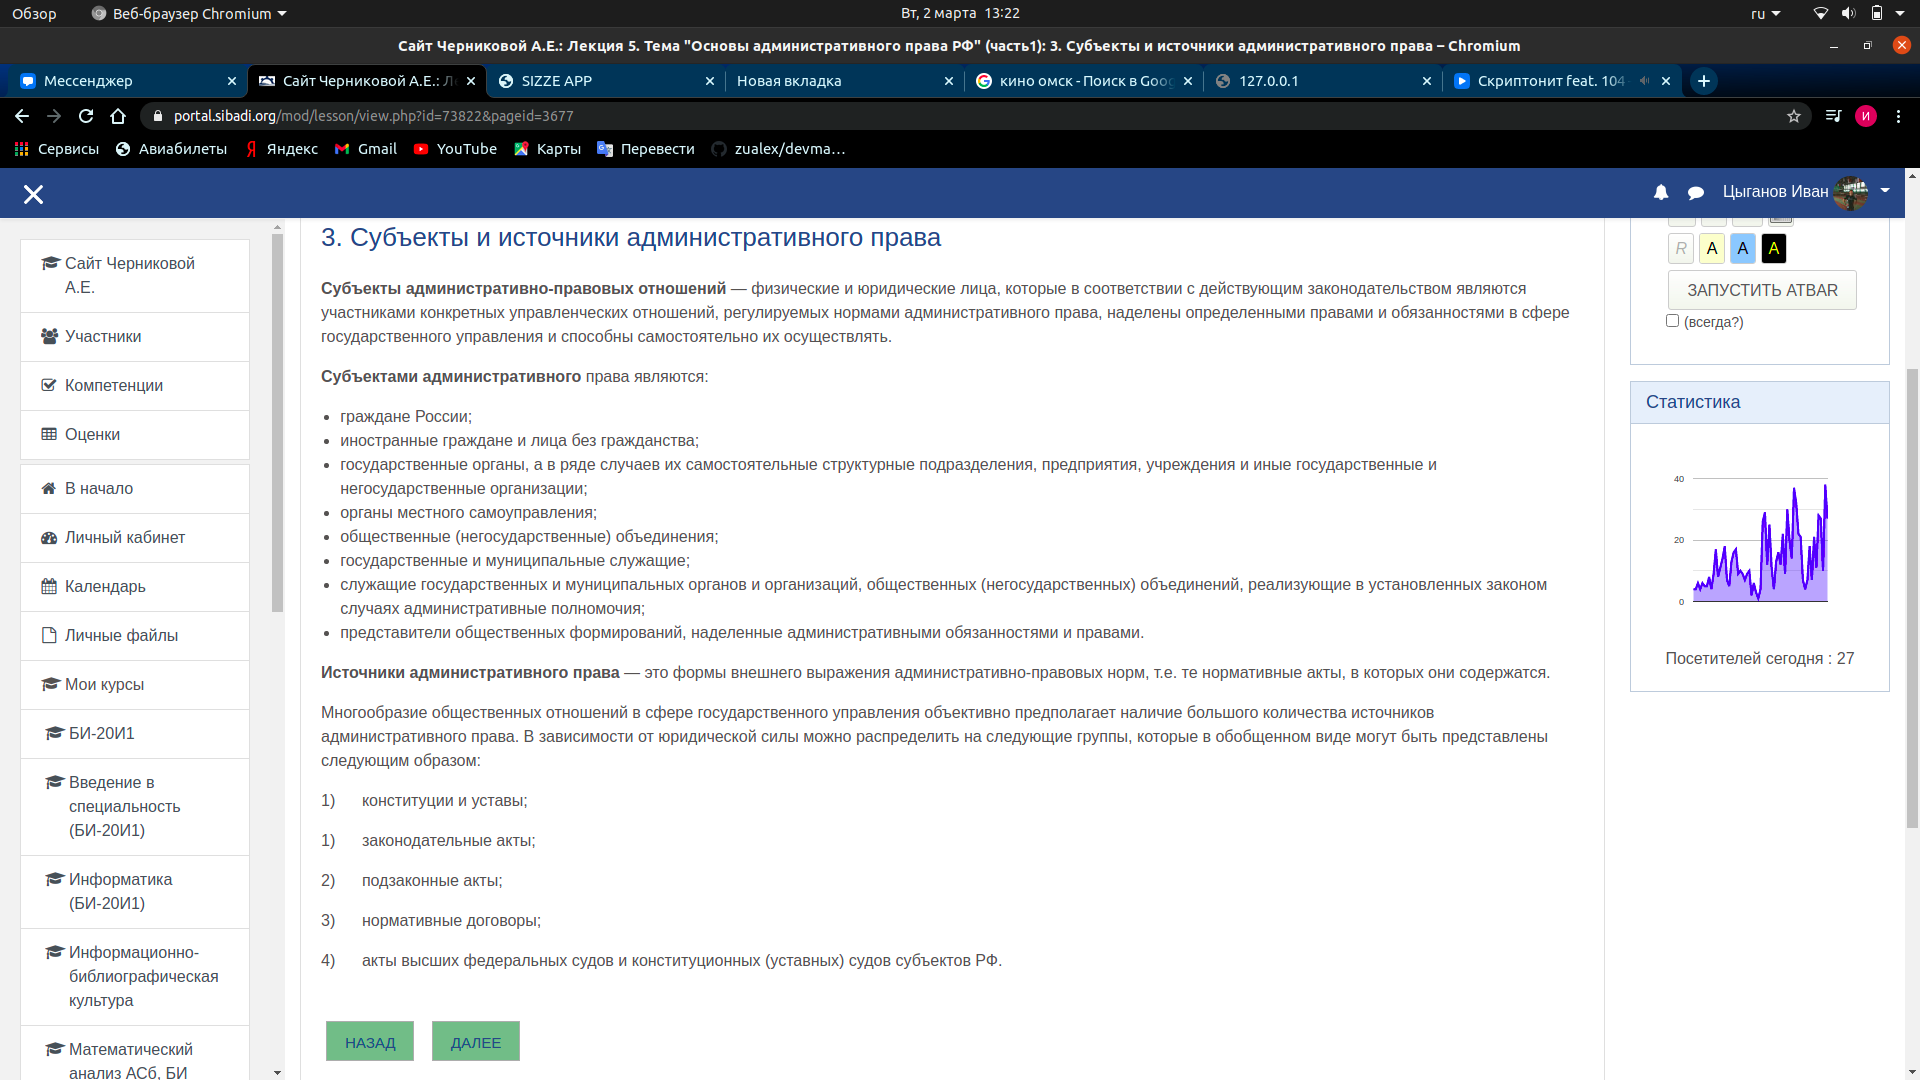 Обзор
Веб-браузер Chromium
Вт, 2 марта 13:22
ru
Сайт Черниковой А.Е.: Лекция 5. Тема "Основы административного права РФ" (часть1): 3. Субъекты и источники административного права – Chromium
Мессенджер
Сайт Черниковой А.Е.: Ле
SIZZE APP
Новая вкладка
кино омск - Поиск в Goog
127.0.0.1
Скриптонит feat. 104
portal.sibadi.org/mod/lesson/view.php?id=73822&pageid=3677
И
Сервисы
Авиабилеты
Яндекс
Gmail
YouTube
Карты
Перевести
zualex/devma…
Цыганов Иван
Сайт Черниковой
А.Е.
Участники
Компетенции
Оценки
В начало
Личный кабинет
Календарь
Личные файлы
Мои курсы
БИ-20И1
Введение в
специальность
(БИ-20И1)
Информатика
(БИ-20И1)
Информационно-
библиографическая
культура
Математический
анализ АСб, БИ
3. Субъекты и источники административного права
Субъекты административно-правовых отношений — физические и юридические лица, которые в соответствии с действующим законодательством являются
участниками конкретных управленческих отношений, регулируемых нормами административного права, наделены определенными правами и обязанностями в сфере
государственного управления и способны самостоятельно их осуществлять.
Субъектами административного права являются:
• граждане России;
• иностранные граждане и лица без гражданства;
• государственные органы, а в ряде случаев их самостоятельные структурные подразделения, предприятия, учреждения и иные государственные и
негосударственные организации;
• органы местного самоуправления;
• общественные (негосударственные) объединения;
• государственные и муниципальные служащие;
• служащие государственных и муниципальных органов и организаций, общественных (негосударственных) объединений, реализующие в установленных законом
случаях административные полномочия;
• представители общественных формирований, наделенные административными обязанностями и правами.
Источники административного права — это формы внешнего выражения административно-правовых норм, т.е. те нормативные акты, в которых они содержатся.
Многообразие общественных отношений в сфере государственного управления объективно предполагает наличие большого количества источников
административного права. В зависимости от юридической силы можно распределить на следующие группы, которые в обобщенном виде могут быть представлены
следующим образом:
1) конституции и уставы;
1) законодательные акты;
2) подзаконные акты;
3) нормативные договоры;
4) акты высших федеральных судов и конституционных (уставных) судов субъектов РФ.
НАЗАД
ДАЛЕЕ
R A A A
ЗАПУСТИТЬ ATBAR
(всегда?)
Статистика
40
20
0
Посетителей сегодня : 27